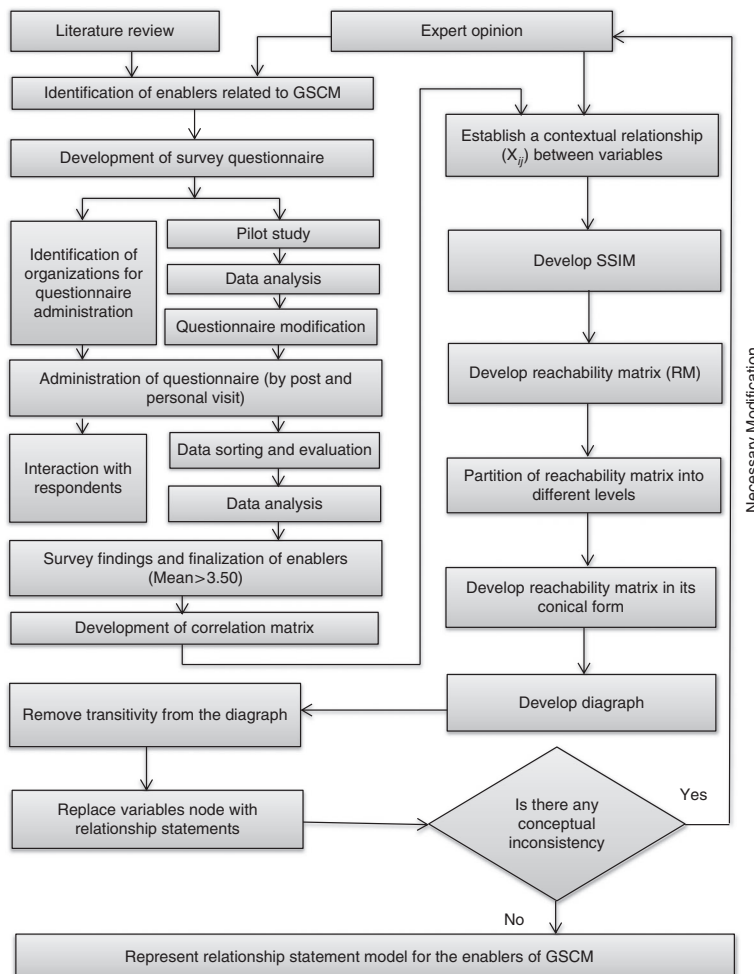 Literature review
Expert opinion
Identification of enablers related to GSCM
Development of survey questionnaire
Identification of
organizations for
questionnaire
administration
Pilot study
Data analysis
Questionnaire modification
Administration of questionnaire (by post and
personal visit)
Interaction with
respondents
Data sorting and evaluation
Data analysis
Survey findings and finalization of enablers
(Mean>3.50)
Development of correlation matrix
Establish a contextual relationship
(Xij) between variables
Develop SSIM
Develop reachability matrix (RM)
Partition of reachability matrix into
different levels
Develop reachability matrix in its
conical form
Develop diagraph
Remove transitivity from the diagraph
Replace variables node with
relationship statements
Is there any
conceptual
inconsistency
Yes
Necessary Modification
No
Represent relationship statement model for the enablers of GSCM